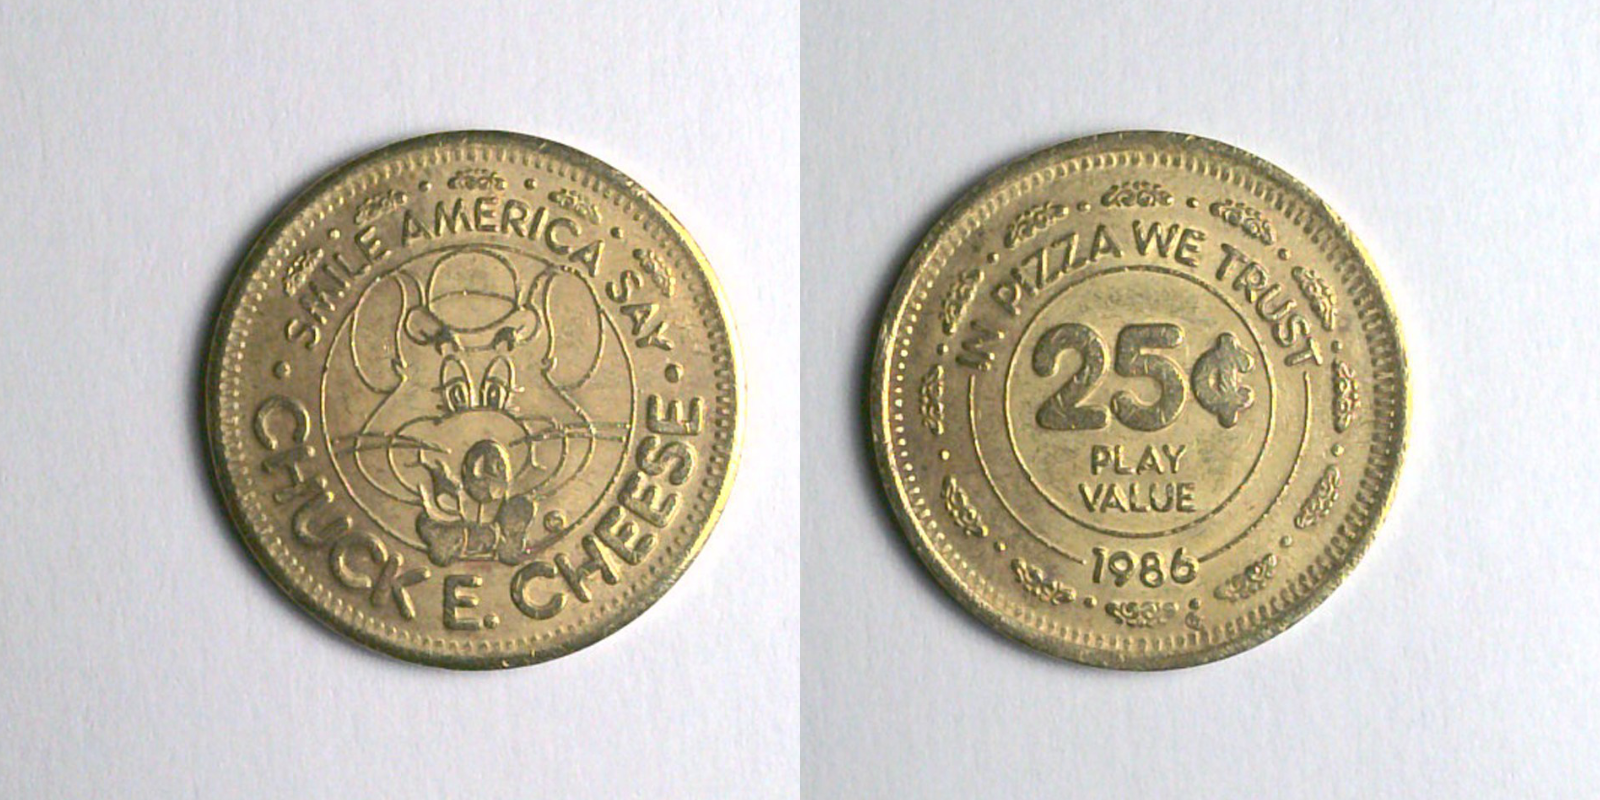 SMILE AMERICA SAY
CHUCK E. CHEESE
IN PIZZA WE TRUST
25¢
PLAY
VALUE
1986